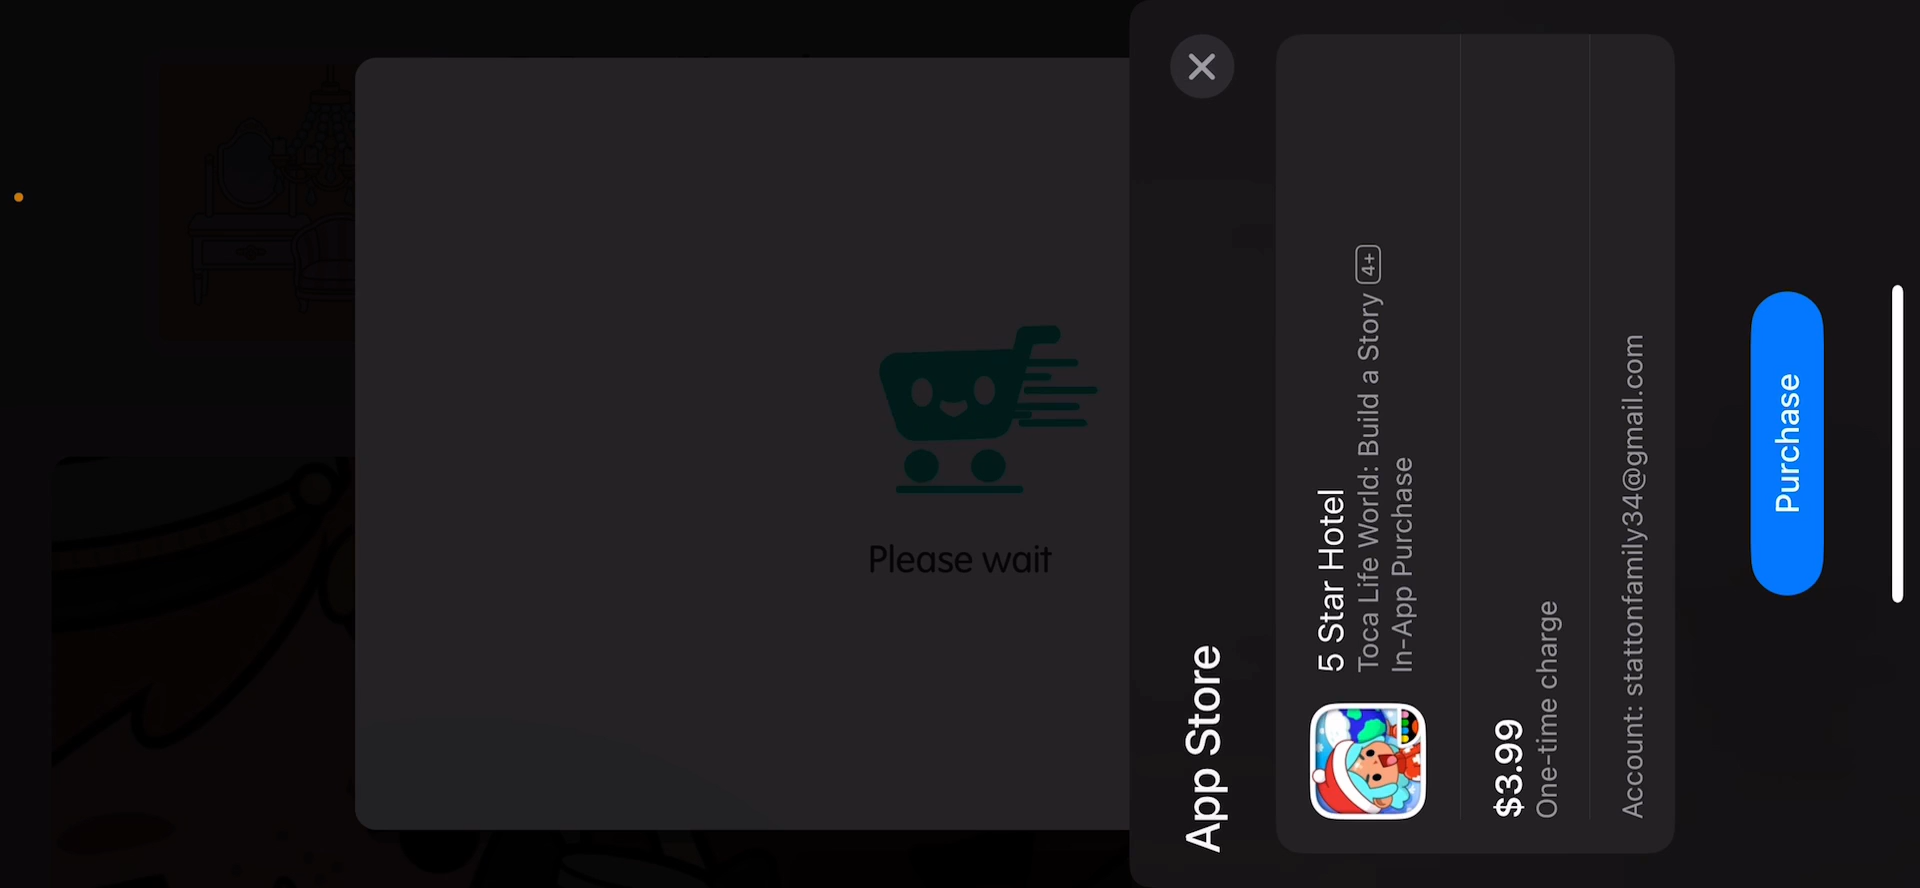 Please wait
App Store
5 Star Hotel
Toca Life World: Build a Story 4+
In-App Purchase
$3.99
One-time charge
Account: stattonfamily34@gmail.com
Purchase